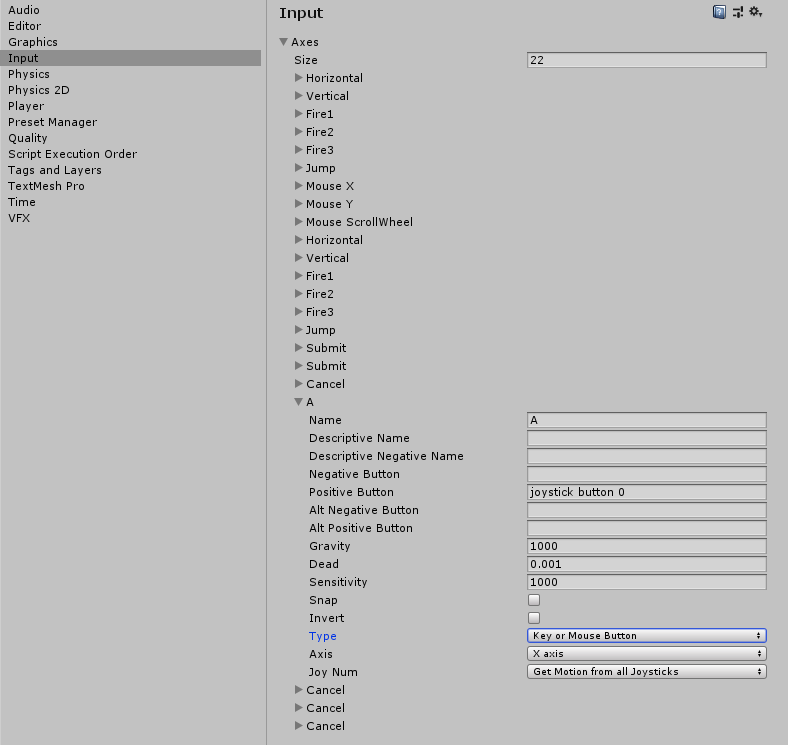 Audio
Editor
Graphics
Input
Physics
Physics 2D
Player
Preset Manager
Quality
Script Execution Order
Tags and Layers
TextMesh Pro
Time
VFX
Input
Axes
Size 22
Horizontal
Vertical
Fire1
Fire2
Fire3
Jump
Mouse X
Mouse Y
Mouse ScrollWheel
Horizontal
Vertical
Fire1
Fire2
Fire3
Jump
Submit
Submit
Cancel
A
Name A
Descriptive Name
Descriptive Negative Name
Negative Button
Positive Button joystick button 0
Alt Negative Button
Alt Positive Button
Gravity 1000
Dead 0.001
Sensitivity 1000
Snap
Invert
Type Key or Mouse Button
Axis X axis
Joy Num Get Motion from all Joysticks
Cancel
Cancel
Cancel